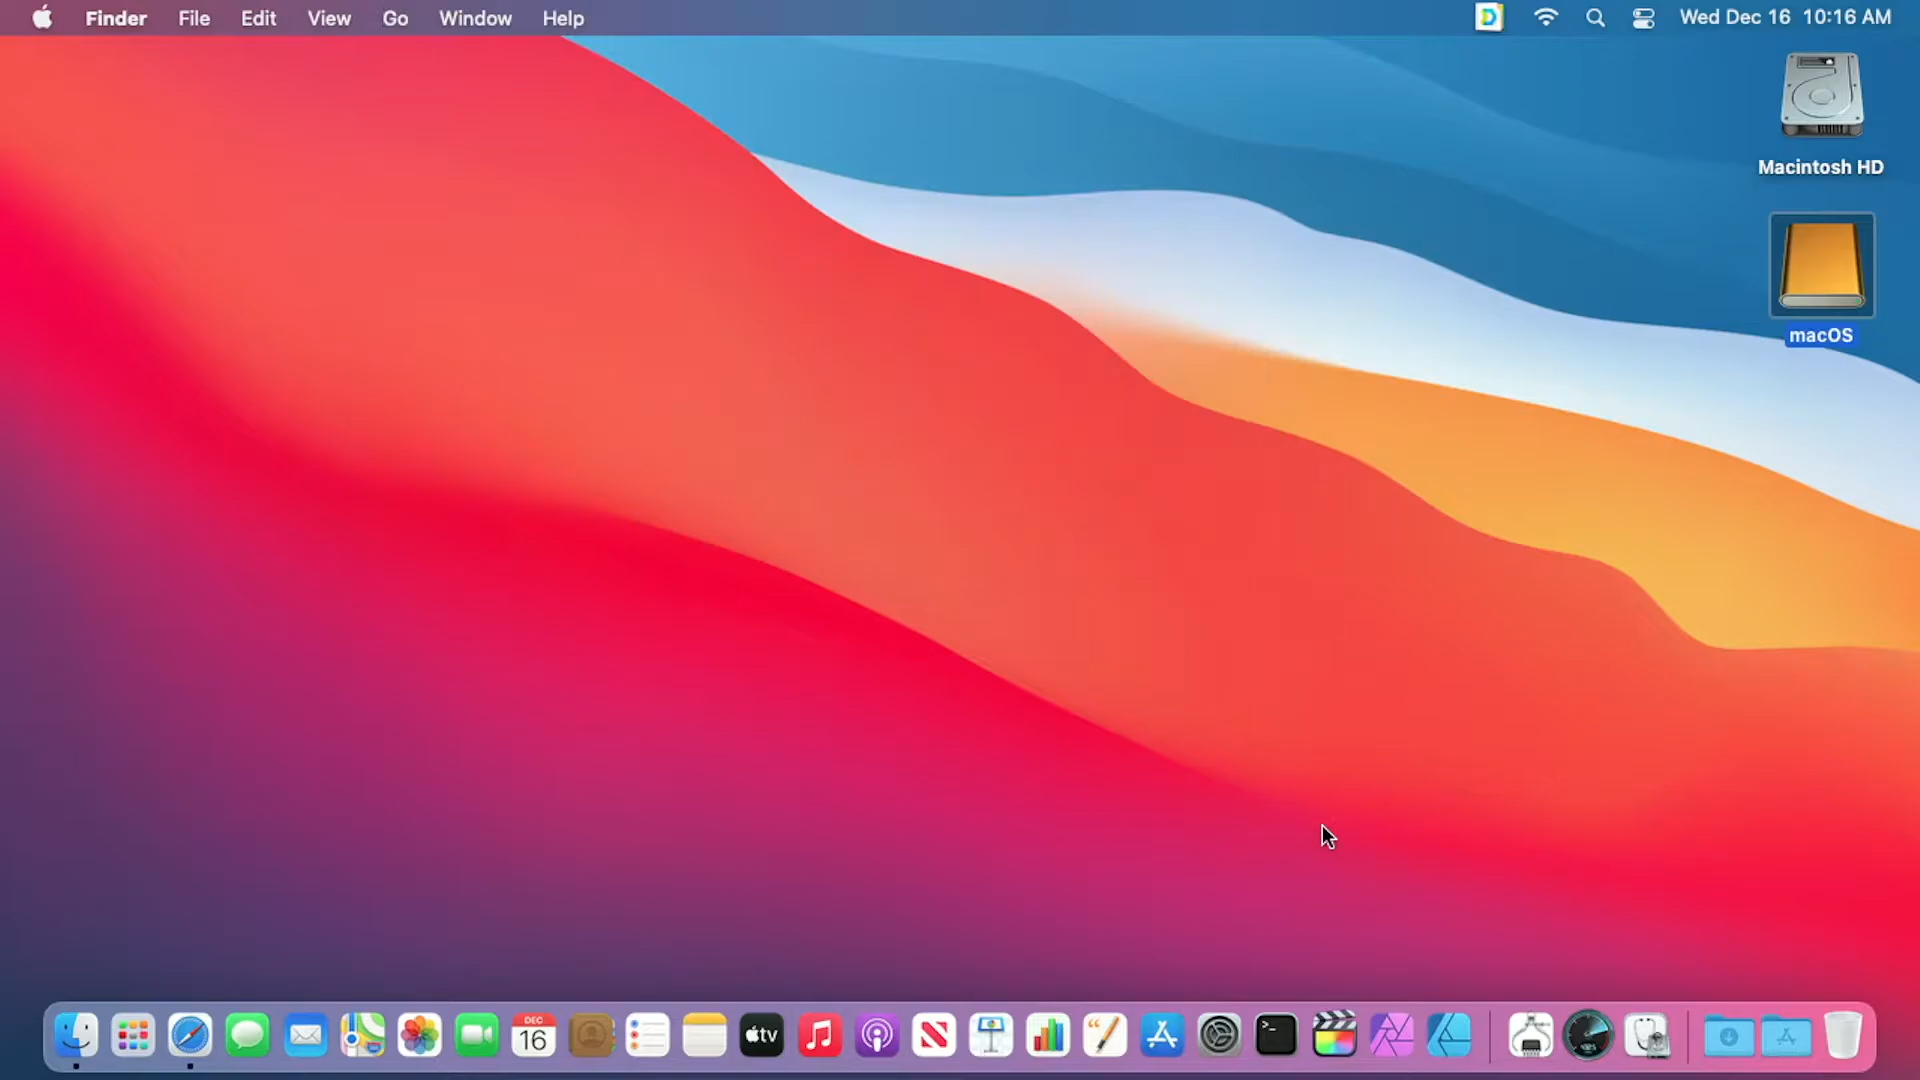 Finder File Edit View Go Window Help Wed Dec 16 10:16 AM
Macintosh HD
macOS
DEC
16
tv
>_